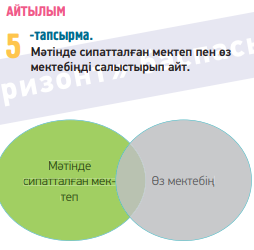 АЙТЫЛЫМ
5 -тапсырма.
Мәтінде сипатталған мектеп пен өз
мектебіңді салыстырып айт.
Мәтінде
сипатталған мек-
теп
Өз мектебің